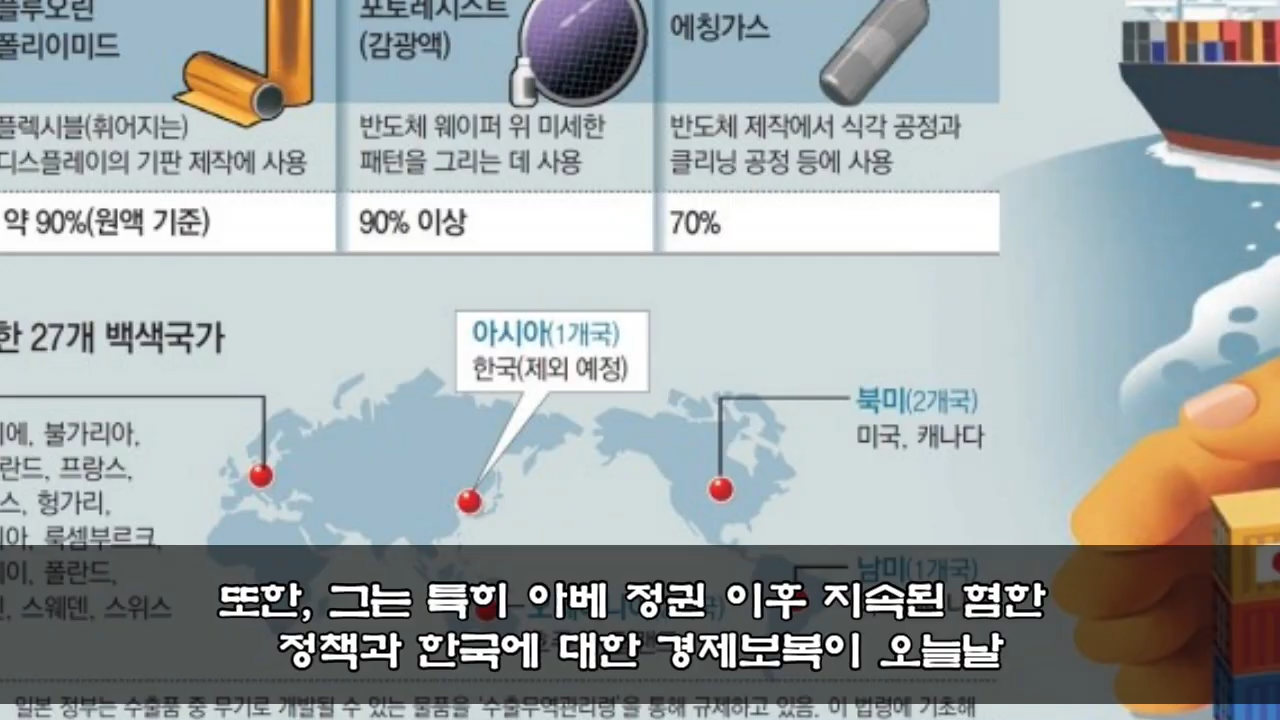 플루오린
폴리이미드
포토레지스트
(감광액)
에칭가스
플렉시블(휘어지는)
디스플레이의 기판 제작에 사용
반도체 웨이퍼 위 미세한
패턴을 그리는 데 사용
반도체 제작에서 식각 공정과
클리닝 공정 등에 사용
약 90%(원액 기준)
90% 이상
70%
한 27개 백색국가
아시아(1개국)
한국(제외 예정)
북미(2개국)
미국, 캐나다
에, 불가리아,
란드, 프랑스,
스, 헝가리,
아, 룩셈부르크,
이, 폴란드,
스웨덴, 스위스
남미(1개국)
또한, 그는 특히 아베 정권 이후 지속된 혐한
정책과 한국에 대한 경제보복이 오늘날
일본 정부는 수출품 중 무기로 개발될 수 있는 물품을 '수출무역관리령'을 통해 규제하고 있음. 이 법령에 기초해